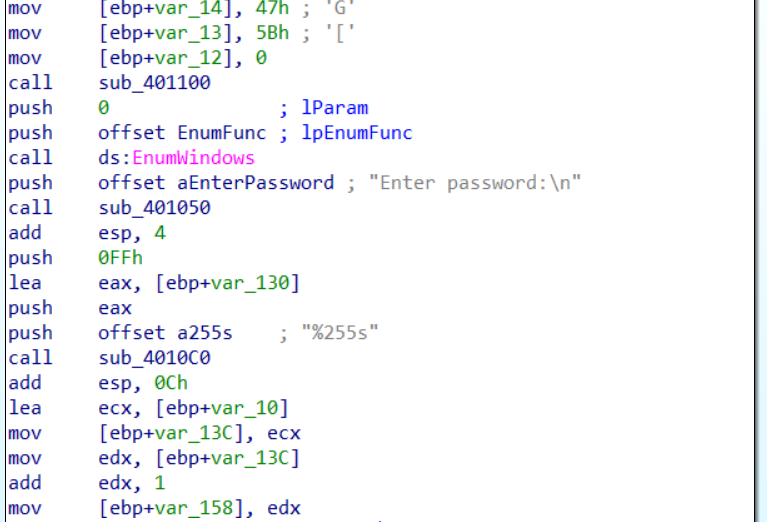 mov [ebp+var_14], 47h ; 'G'
mov [ebp+var_13], 5Bh ; '['
mov [ebp+var_12], 0
call sub_401100
push 0 ; lParam
push offset EnumFunc ; lpEnumFunc
call ds:EnumWindows
push offset aEnterPassword ; "Enter password:\n"
call sub_401050
add esp, 4
push 0FFh
lea eax, [ebp+var_130]
push eax
push offset a255s ; "%255s"
call sub_4010C0
add esp, 0Ch
lea ecx, [ebp+var_10]
mov [ebp+var_13C], ecx
mov edx, [ebp+var_13C]
add edx, 1
mov [ebp+var_158], edx